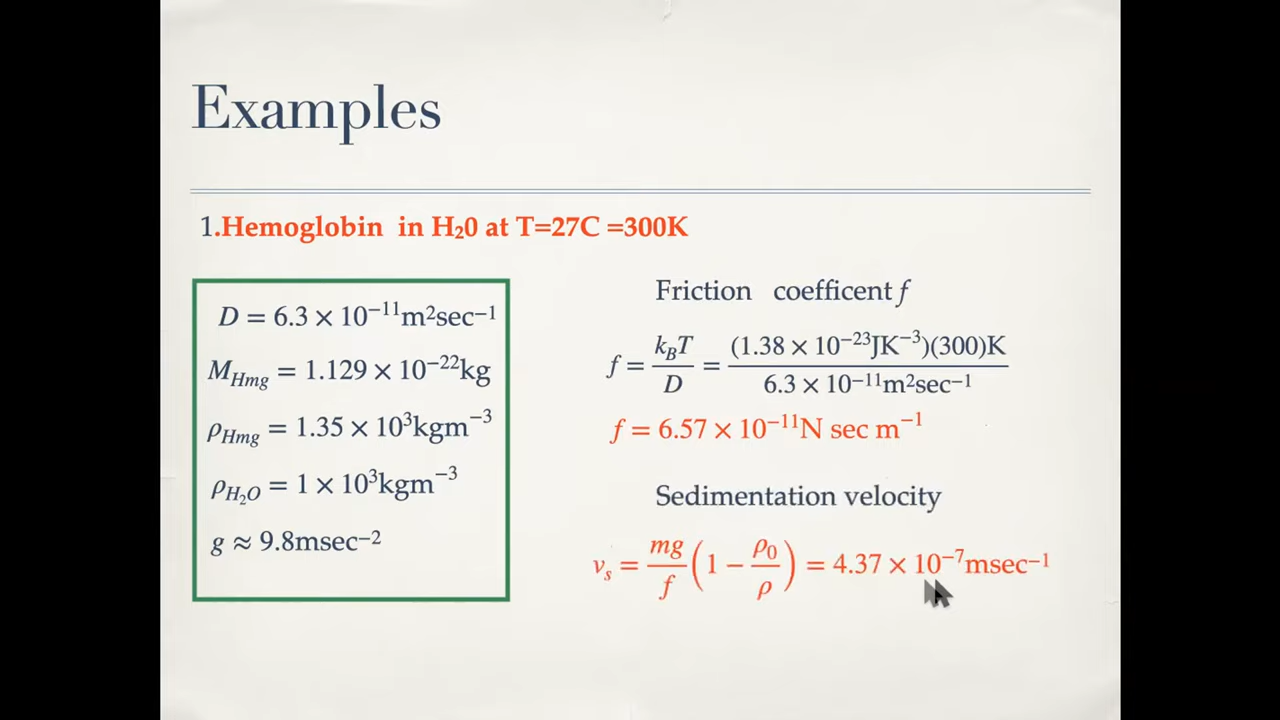 Examples
1.Hemoglobin in H₂0 at T=27C =300K
D = 6.3 × 10⁻¹¹m²sec⁻¹
M_Hmg = 1.129 × 10⁻²²kg
ρ_Hmg = 1.35 × 10³kgm⁻³
ρ_H₂O = 1 × 10³kgm⁻³
g ≈ 9.8msec⁻²
Friction coefficent f
f = k_BT/D = (1.38 × 10⁻²³JK⁻³)(300)K / 6.3 × 10⁻¹¹m²sec⁻¹
f = 6.57 × 10⁻¹¹N sec m⁻¹
Sedimentation velocity
v_s = mg/f (1 − ρ₀/ρ) = 4.37 × 10⁻⁷msec⁻¹